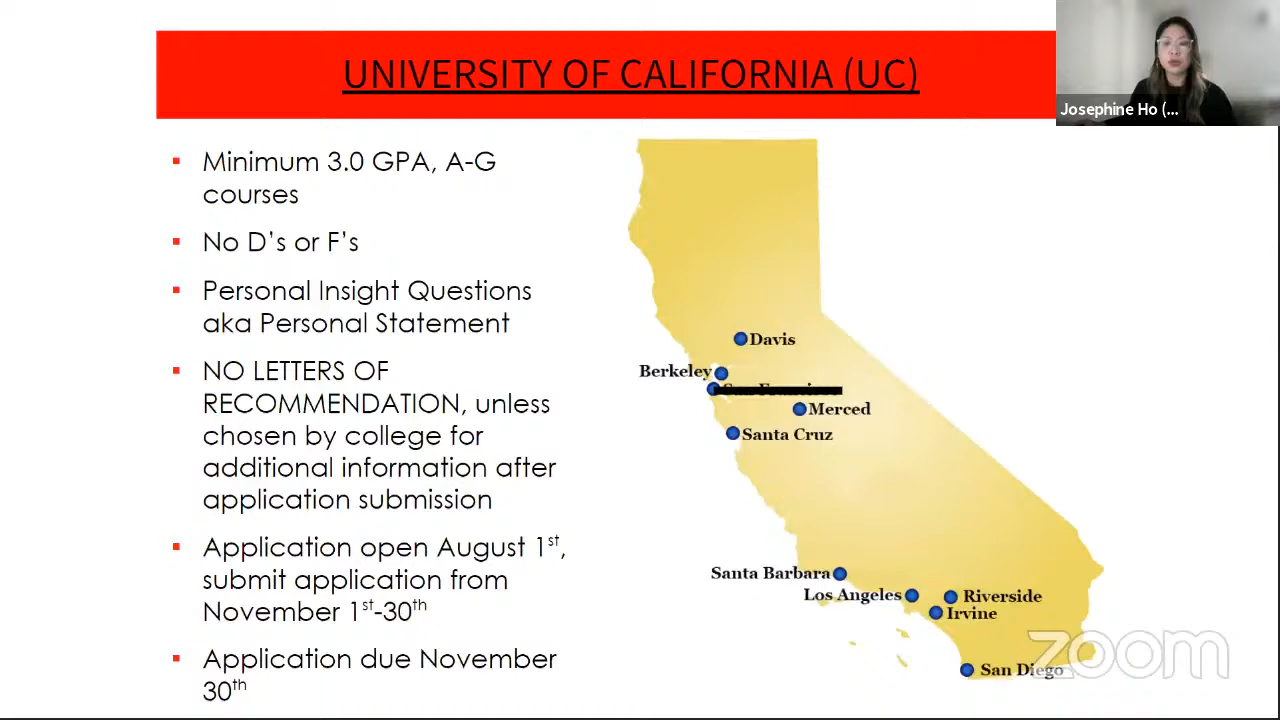 UNIVERSITY OF CALIFORNIA (UC)
Josephine Ho (...
Minimum 3.0 GPA, A-G
courses
No D's or F's
Personal Insight Questions
aka Personal Statement
NO LETTERS OF
RECOMMENDATION, unless
chosen by college for
additional information after
application submission
Application open August 1st,
submit application from
November 1st-30th
Application due November
30th
Davis
Berkeley
Merced
Santa Cruz
Santa Barbara
Los Angeles
Riverside
Irvine
San Diego
zoom